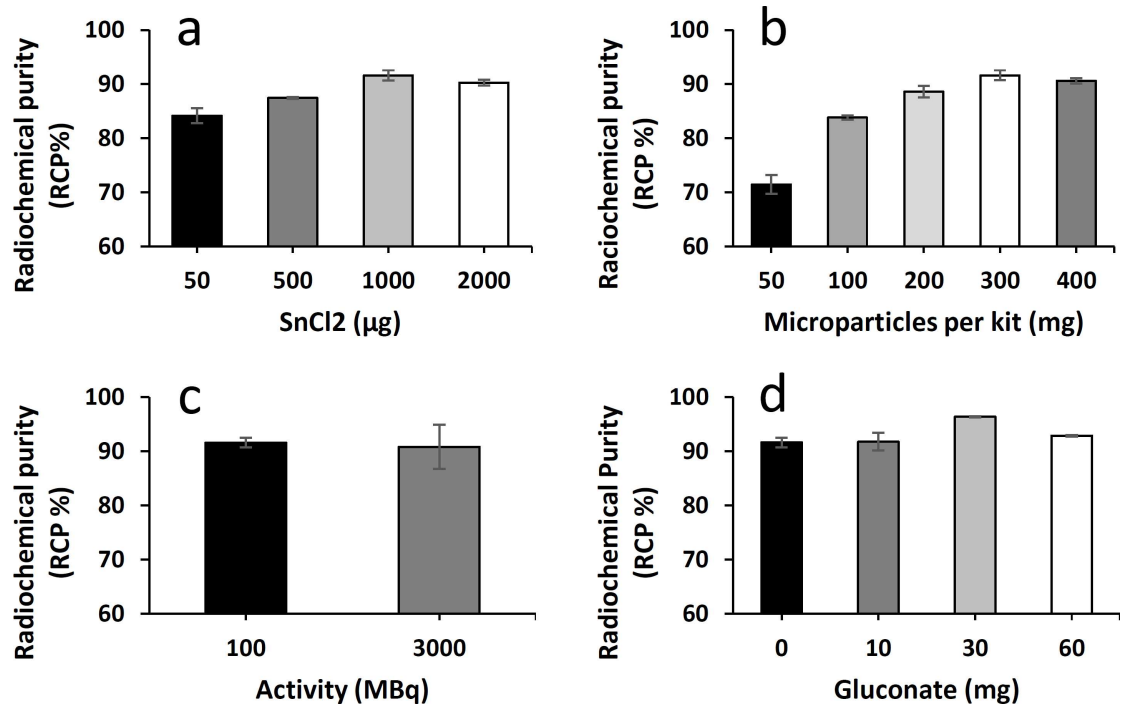 a
Radiochemical purity
(RCP%)
100
90
80
70
60
50 500 1000 2000
SnCl2 (µg)
b
Raciochemical purity
(RCP %)
100
90
80
70
60
50 100 200 300 400
Microparticles per kit (mg)
c
Radiochemical purity
(RCP %)
100
90
80
70
60
100 3000
Activity (MBq)
d
Radiochemical Purity
(RCP %)
100
90
80
70
60
0 10 30 60
Gluconate (mg)